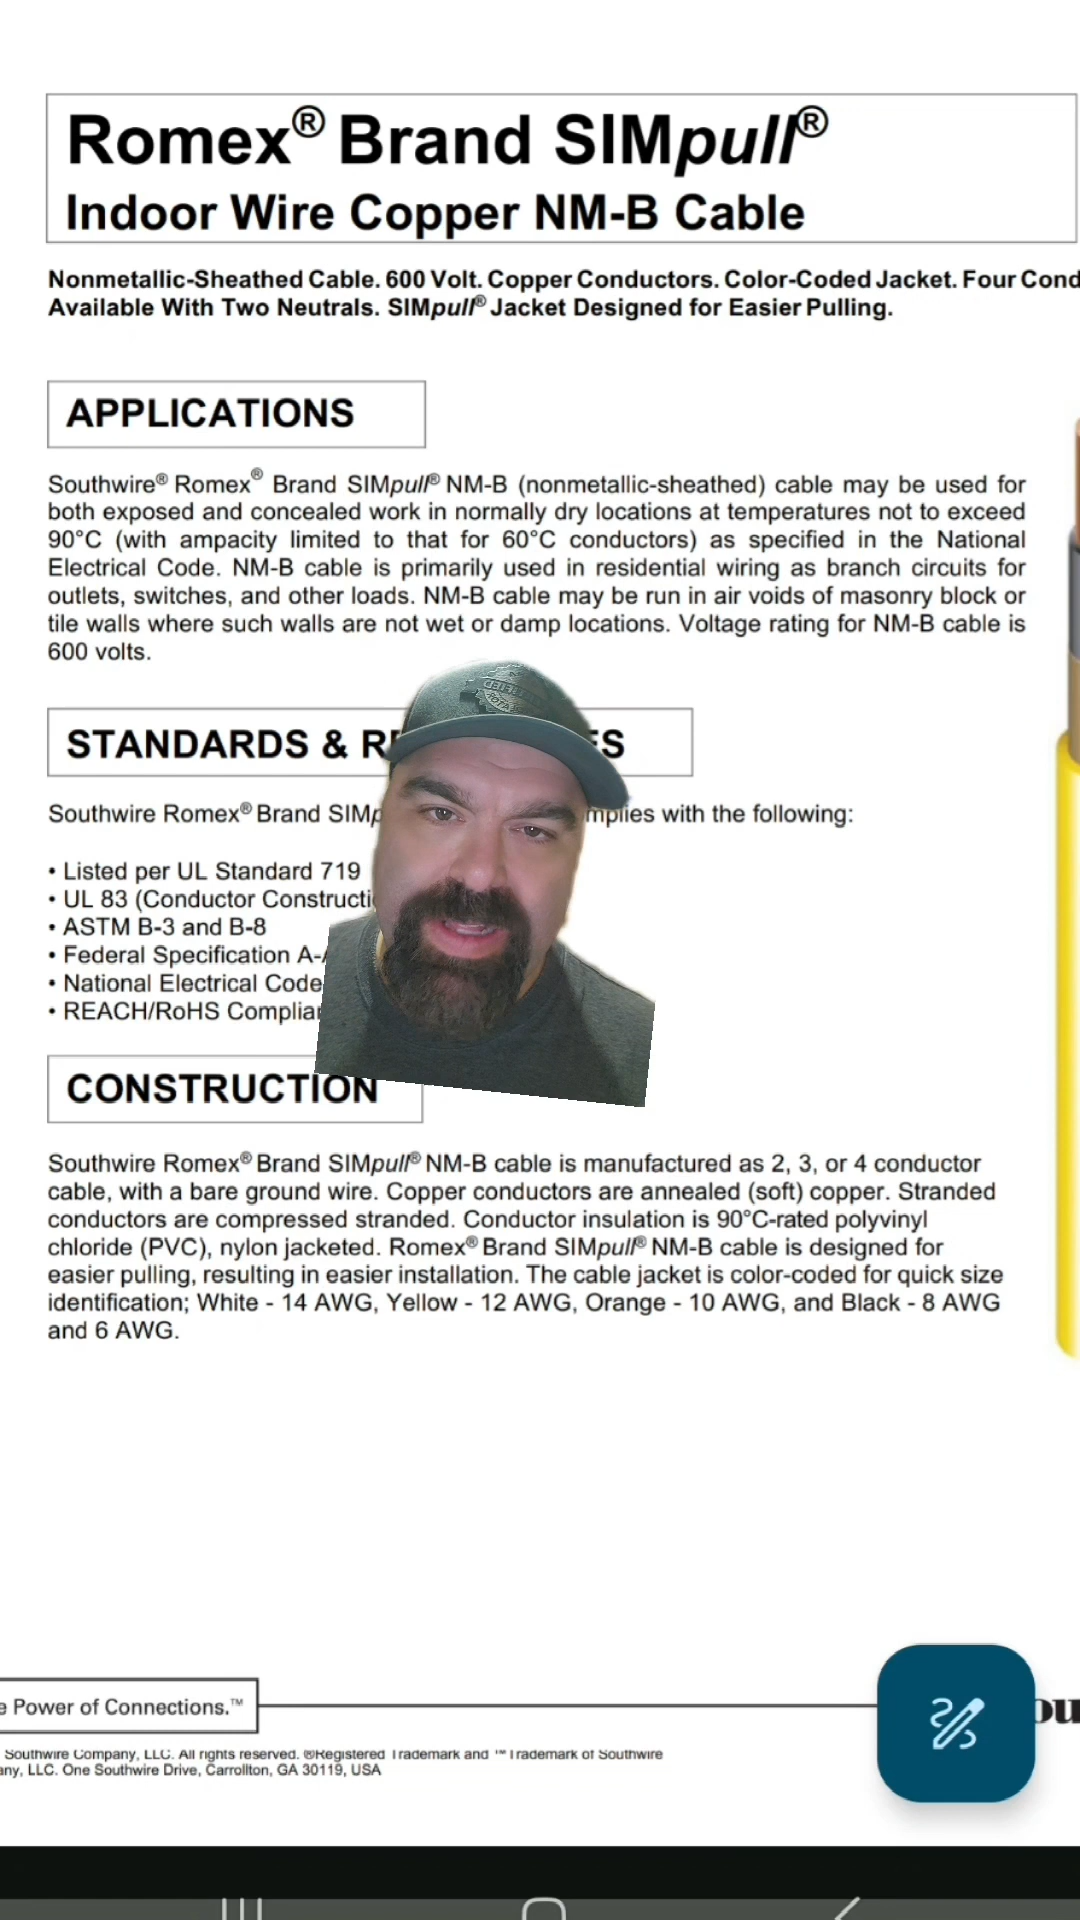 Romex® Brand SIMpull®
Indoor Wire Copper NM-B Cable
Nonmetallic-Sheathed Cable. 600 Volt. Copper Conductors. Color-Coded Jacket. Four Cond
Available With Two Neutrals. SIMpull® Jacket Designed for Easier Pulling.
APPLICATIONS
Southwire® Romex® Brand SIMpull® NM-B (nonmetallic-sheathed) cable may be used for
both exposed and concealed work in normally dry locations at temperatures not to exceed
90°C (with ampacity limited to that for 60°C conductors) as specified in the National
Electrical Code. NM-B cable is primarily used in residential wiring as branch circuits for
outlets, switches, and other loads. NM-B cable may be run in air voids of masonry block or
tile walls where such walls are not wet or damp locations. Voltage rating for NM-B cable is
600 volts.
STANDARDS & R ES
Southwire Romex® Brand SIMp mplies with the following:
• Listed per UL Standard 719
• UL 83 (Conductor Constructi
• ASTM B-3 and B-8
• Federal Specification A-
• National Electrical Code
• REACH/RoHS Complia
CONSTRUCTION
Southwire Romex® Brand SIMpull® NM-B cable is manufactured as 2, 3, or 4 conductor
cable, with a bare ground wire. Copper conductors are annealed (soft) copper. Stranded
conductors are compressed stranded. Conductor insulation is 90°C-rated polyvinyl
chloride (PVC), nylon jacketed. Romex® Brand SIMpull® NM-B cable is designed for
easier pulling, resulting in easier installation. The cable jacket is color-coded for quick size
identification; White - 14 AWG, Yellow - 12 AWG, Orange - 10 AWG, and Black - 8 AWG
and 6 AWG.
e Power of Connections.™
ou
Southwire Company, LLC. All rights reserved. ®Registered Trademark and ™Trademark of Southwire
any, LLC. One Southwire Drive, Carrollton, GA 30119, USA